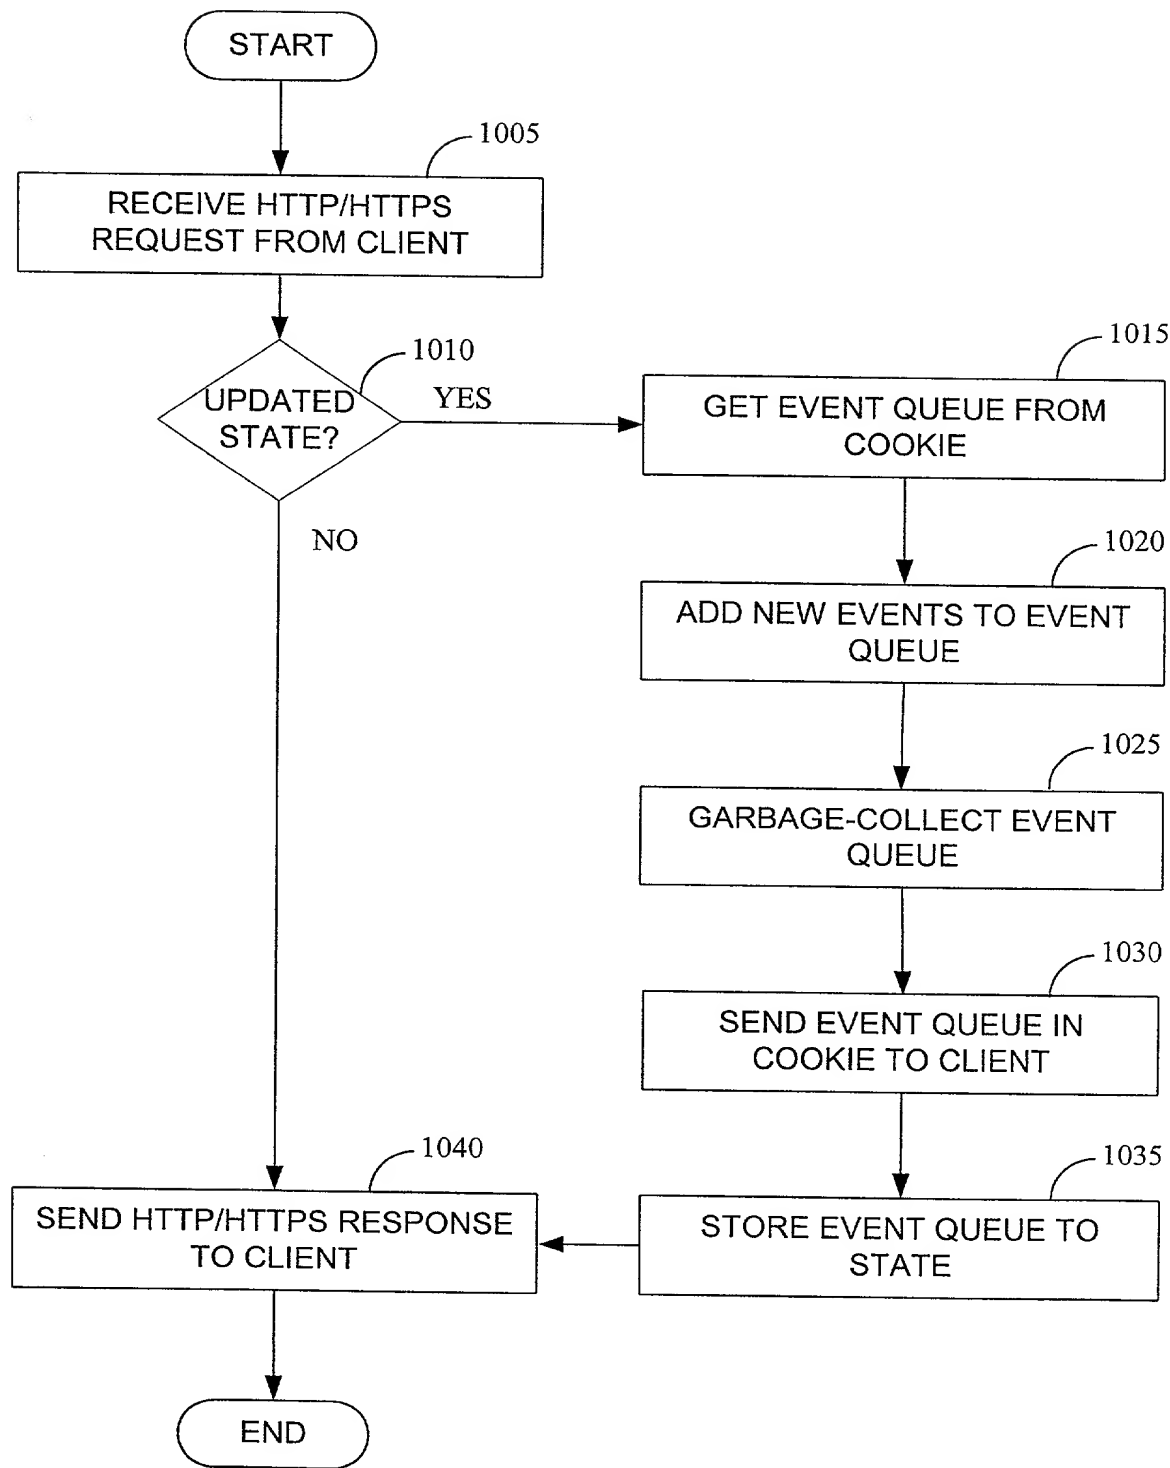 START
1005
RECEIVE HTTP/HTTPS
REQUEST FROM CLIENT
1010
UPDATED
STATE?
YES
NO
1015
GET EVENT QUEUE FROM
COOKIE
1020
ADD NEW EVENTS TO EVENT
QUEUE
1025
GARBAGE-COLLECT EVENT
QUEUE
1030
SEND EVENT QUEUE IN
COOKIE TO CLIENT
1035
STORE EVENT QUEUE TO
STATE
1040
SEND HTTP/HTTPS RESPONSE
TO CLIENT
END